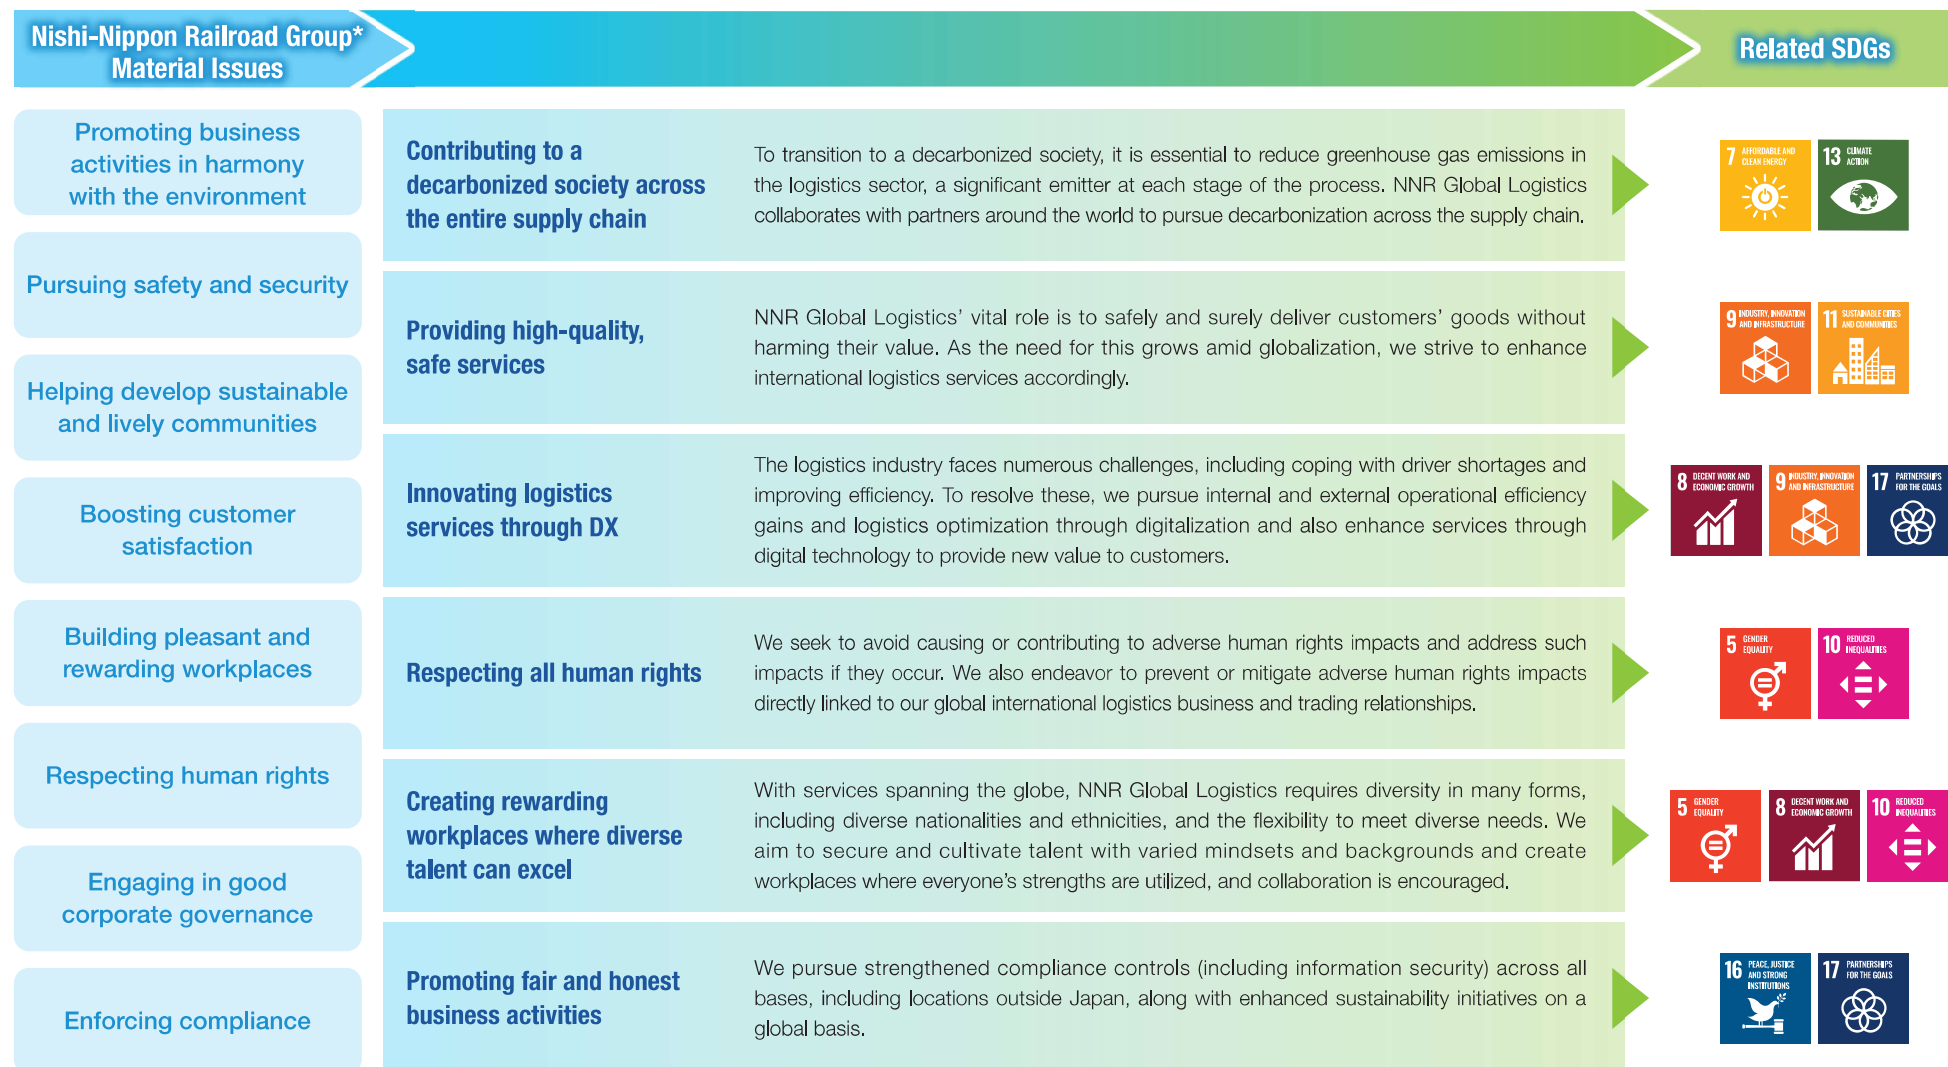 Nishi-Nippon Railroad Group*
Material Issues
Related SDGs
Promoting business
activities in harmony
with the environment
Pursuing safety and security
Helping develop sustainable
and lively communities
Boosting customer
satisfaction
Building pleasant and
rewarding workplaces
Respecting human rights
Engaging in good
corporate governance
Enforcing compliance
Contributing to a
decarbonized society across
the entire supply chain
To transition to a decarbonized society, it is essential to reduce greenhouse gas emissions in
the logistics sector, a significant emitter at each stage of the process. NNR Global Logistics
collaborates with partners around the world to pursue decarbonization across the supply chain.
7 AFFORDABLE AND
CLEAN ENERGY
13 CLIMATE
ACTION
Providing high-quality,
safe services
NNR Global Logistics’ vital role is to safely and surely deliver customers’ goods without
harming their value. As the need for this grows amid globalization, we strive to enhance
international logistics services accordingly.
9 INDUSTRY, INNOVATION
AND INFRASTRUCTURE
11 SUSTAINABLE CITIES
AND COMMUNITIES
Innovating logistics
services through DX
The logistics industry faces numerous challenges, including coping with driver shortages and
improving efficiency. To resolve these, we pursue internal and external operational efficiency
gains and logistics optimization through digitalization and also enhance services through
digital technology to provide new value to customers.
8 DECENT WORK AND
ECONOMIC GROWTH
9 INDUSTRY, INNOVATION
AND INFRASTRUCTURE
17 PARTNERSHIPS
FOR THE GOALS
Respecting all human rights
We seek to avoid causing or contributing to adverse human rights impacts and address such
impacts if they occur. We also endeavor to prevent or mitigate adverse human rights impacts
directly linked to our global international logistics business and trading relationships.
5 GENDER
EQUALITY
10 REDUCED
INEQUALITIES
Creating rewarding
workplaces where diverse
talent can excel
With services spanning the globe, NNR Global Logistics requires diversity in many forms,
including diverse nationalities and ethnicities, and the flexibility to meet diverse needs. We
aim to secure and cultivate talent with varied mindsets and backgrounds and create
workplaces where everyone’s strengths are utilized, and collaboration is encouraged.
5 GENDER
EQUALITY
8 DECENT WORK AND
ECONOMIC GROWTH
10 REDUCED
INEQUALITIES
Promoting fair and honest
business activities
We pursue strengthened compliance controls (including information security) across all
bases, including locations outside Japan, along with enhanced sustainability initiatives on a
global basis.
16 PEACE, JUSTICE
AND STRONG
INSTITUTIONS
17 PARTNERSHIPS
FOR THE GOALS